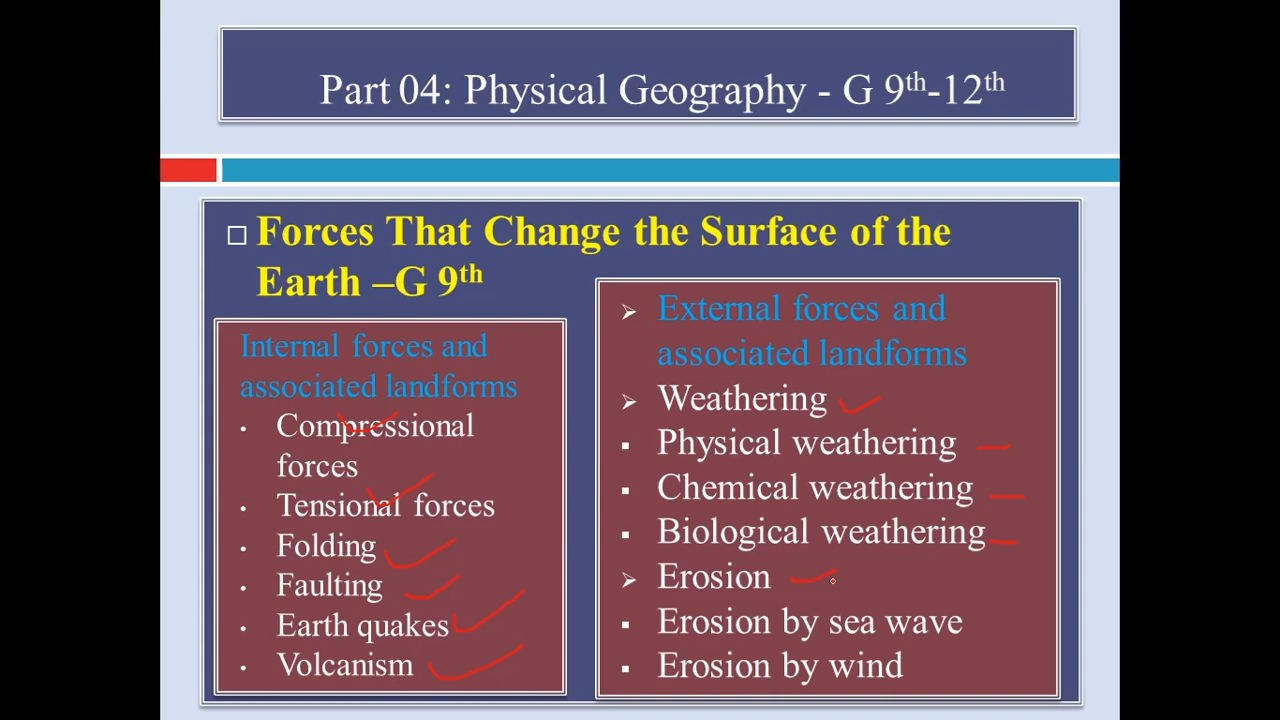 Part 04: Physical Geography - G 9th-12th
Forces That Change the Surface of the
Earth –G 9th
Internal forces and
associated landforms
Compressional
forces
Tensional forces
Folding
Faulting
Earth quakes
Volcanism
External forces and
associated landforms
Weathering
Physical weathering
Chemical weathering
Biological weathering
Erosion
Erosion by sea wave
Erosion by wind